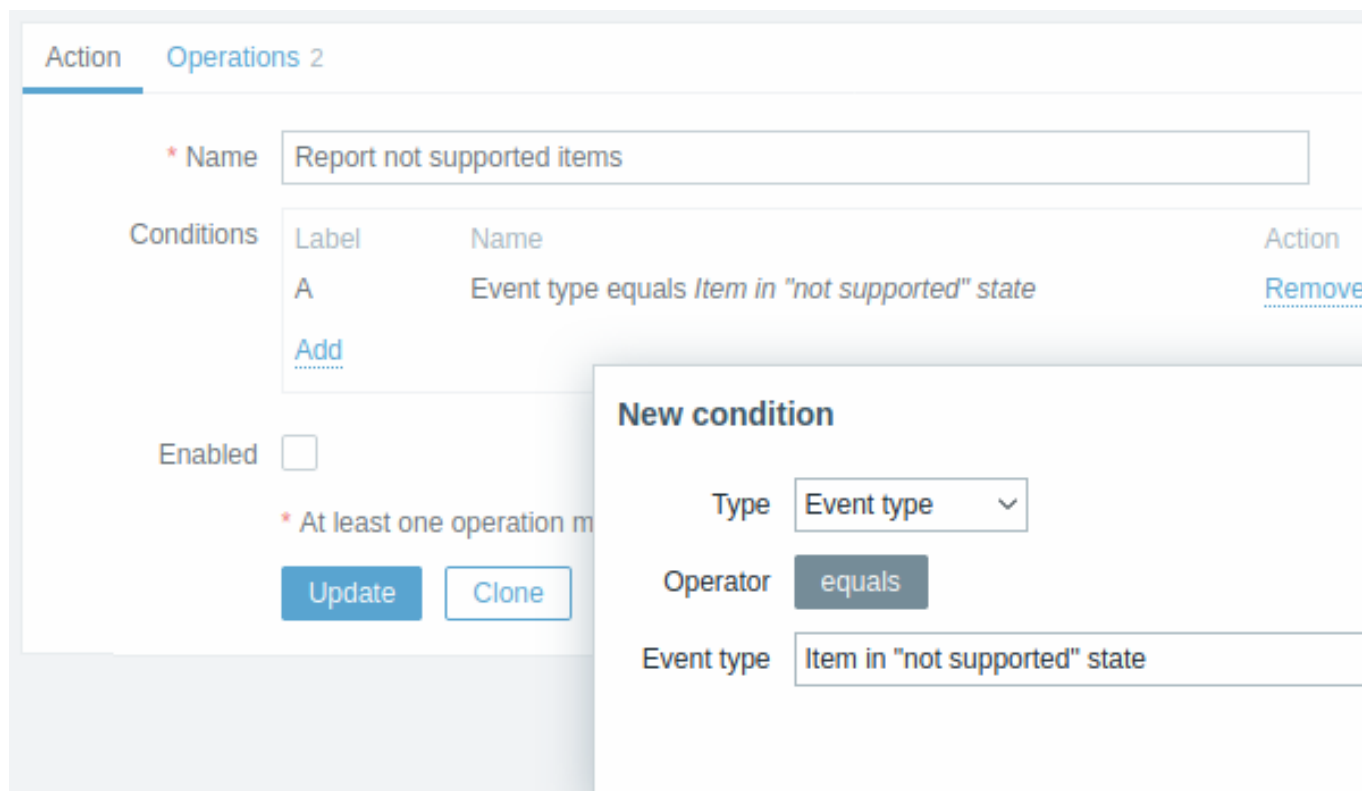 Action Operations 2
* Name Report not supported items
Conditions Label Name Action
A Event type equals Item in "not supported" state Remove
Add
New condition
Enabled
Type Event type
* At least one operation m
Operator equals
Update Clone
Event type Item in "not supported" state